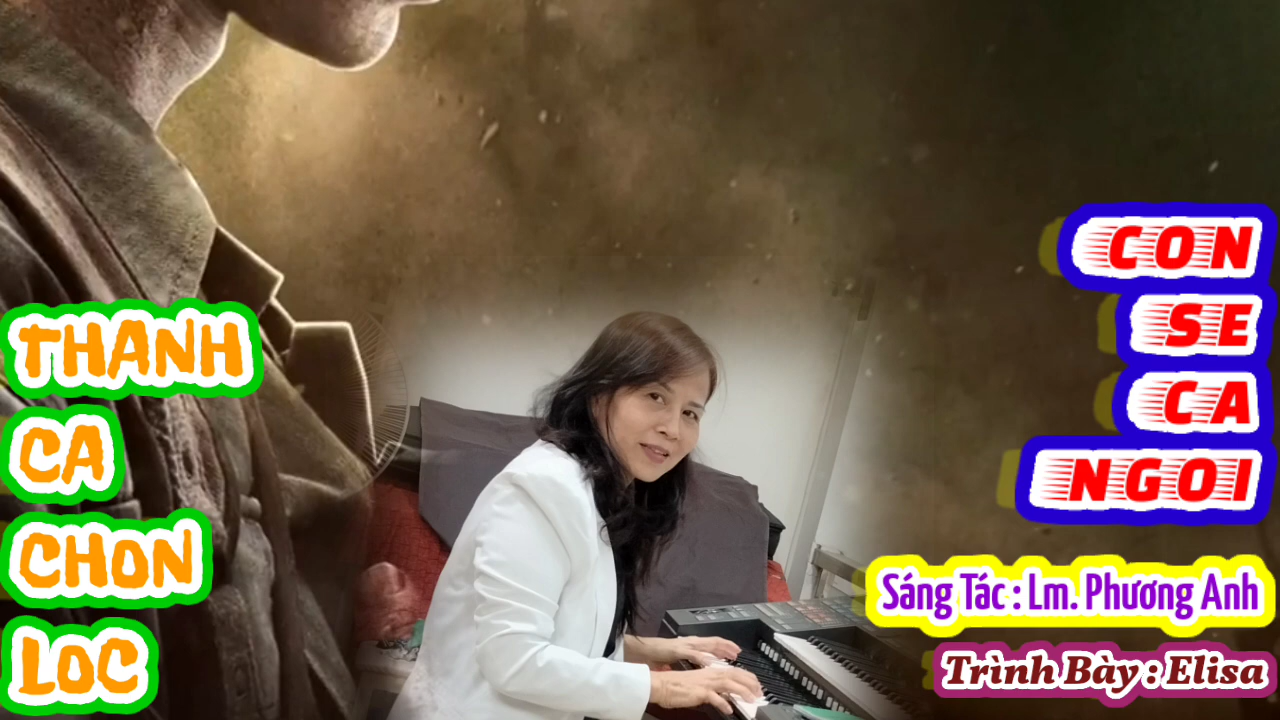 THANH
CA
CHON
LOC
CON
SE
CA
NGOI
Sáng Tác : Lm. Phương Anh
Trình Bày : Elisa